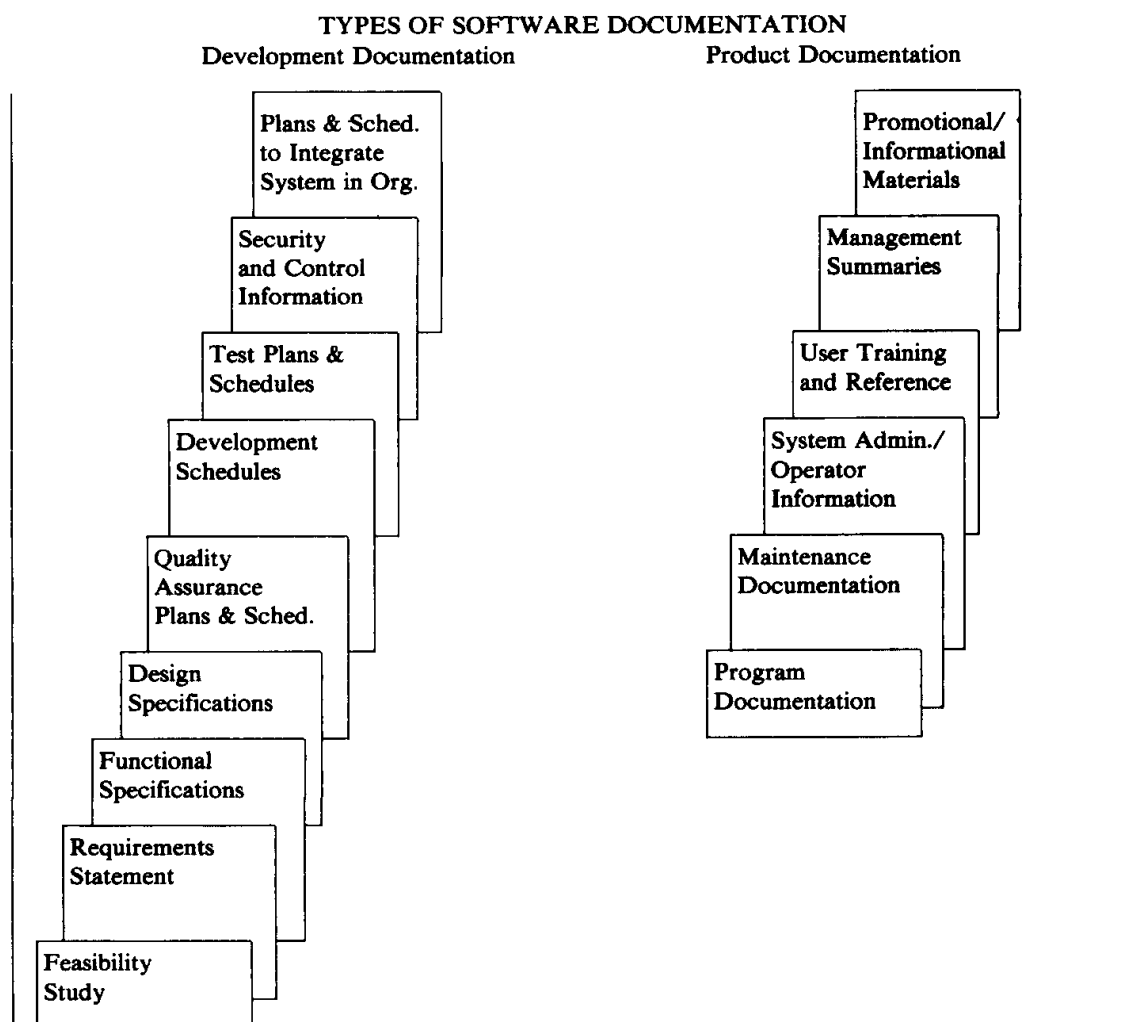 TYPES OF SOFTWARE DOCUMENTATION
Development Documentation
Plans & Sched.
to Integrate
System in Org.
Security
and Control
Information
Test Plans &
Schedules
Development
Schedules
Quality
Assurance
Plans & Sched.
Design
Specifications
Functional
Specifications
Requirements
Statement
Feasibility
Study
Product Documentation
Promotional/
Informational
Materials
Management
Summaries
User Training
and Reference
System Admin./
Operator
Information
Maintenance
Documentation
Program
Documentation